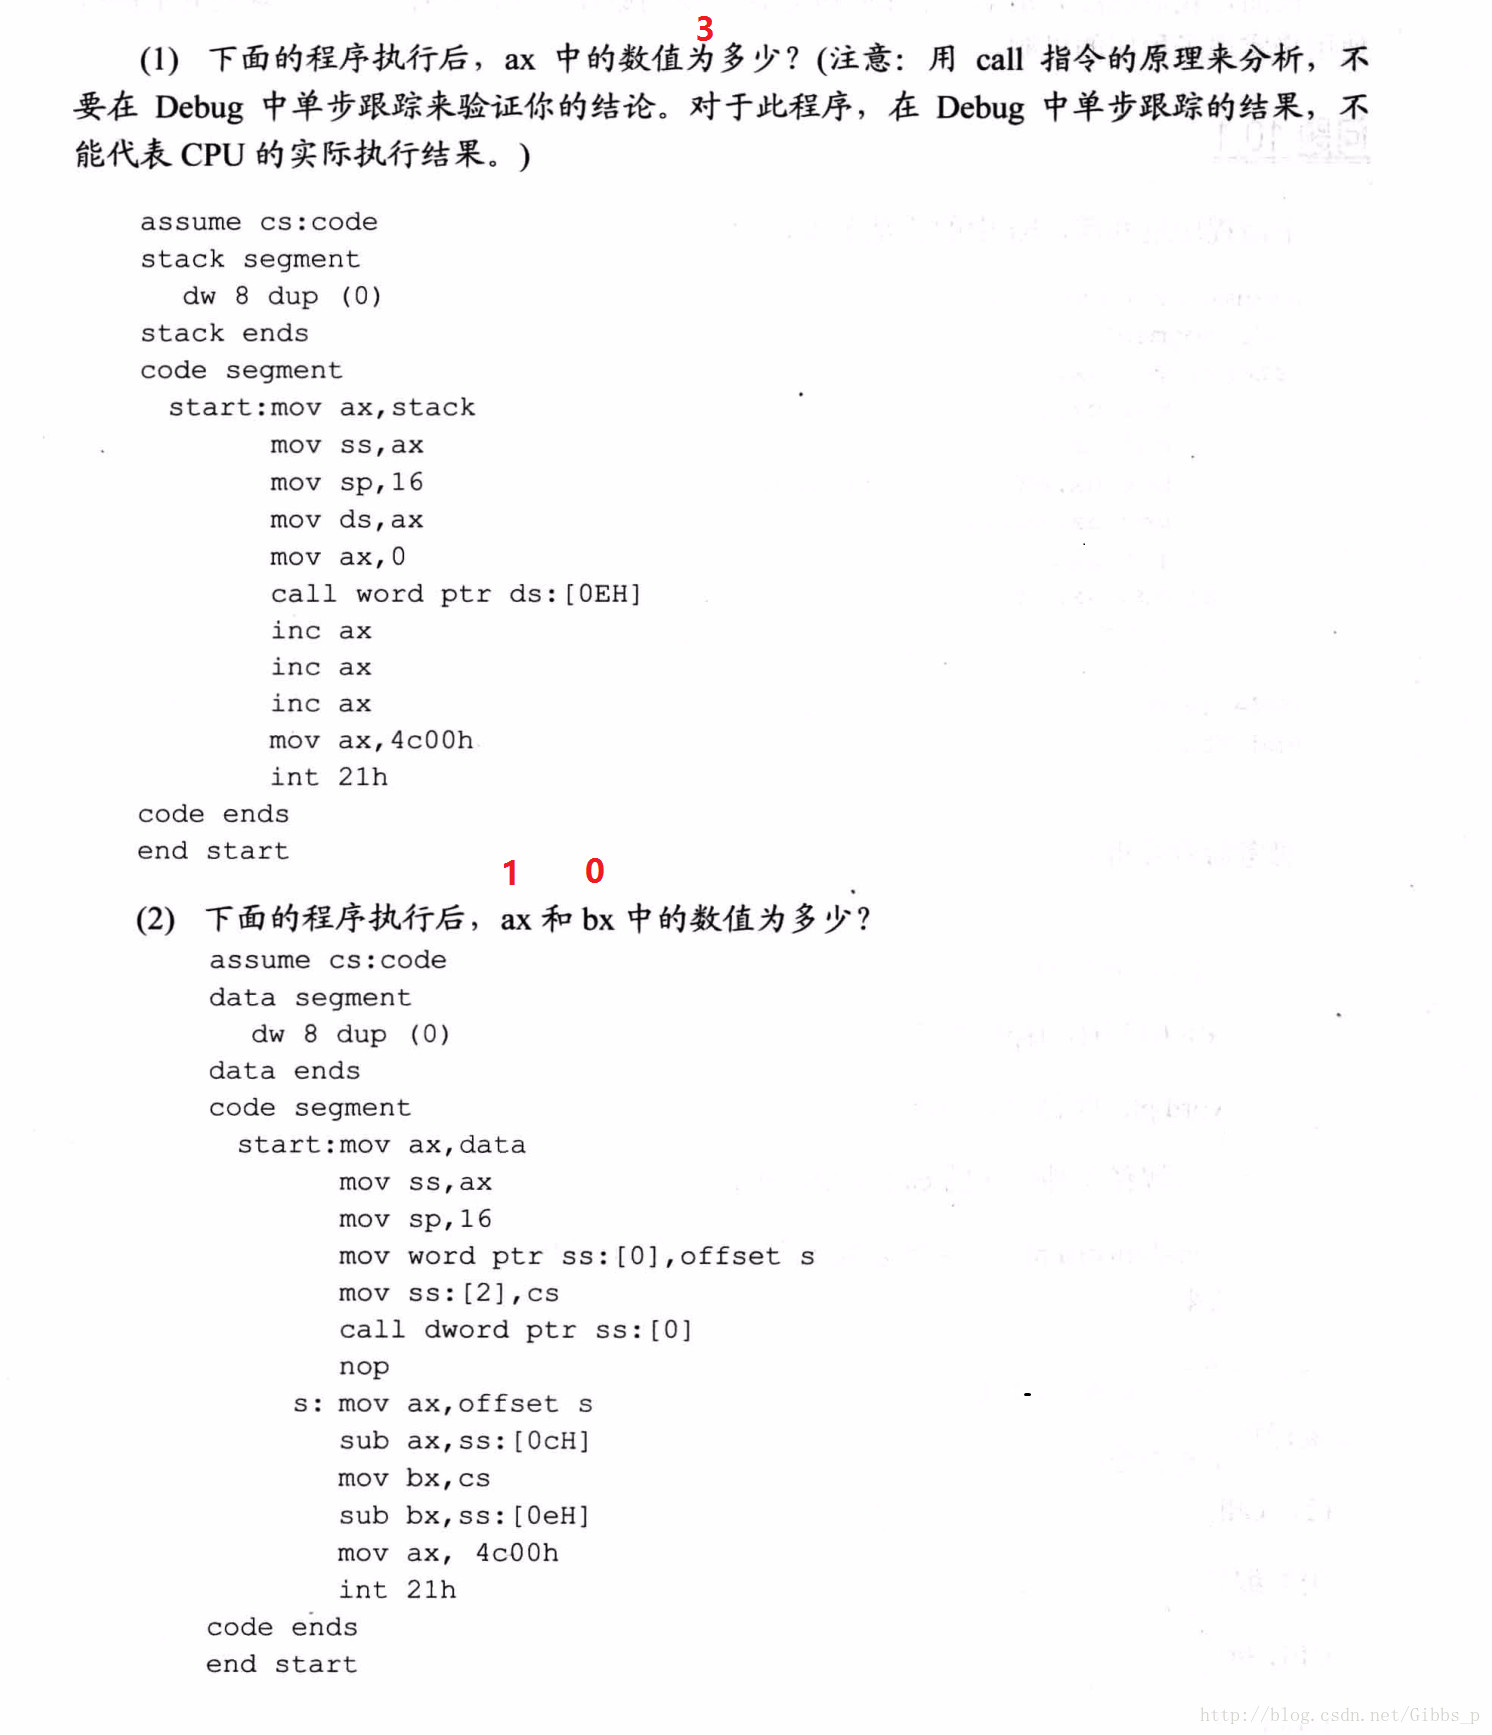 3
(1) 下面的程序执行后，ax 中的数值为多少？(注意：用 call 指令的原理来分析，不
要在 Debug 中单步跟踪来验证你的结论。对于此程序，在 Debug 中单步跟踪的结果，不
能代表 CPU 的实际执行结果。)
assume cs:code
stack segment
dw 8 dup (0)
stack ends
code segment
start:mov ax,stack
mov ss,ax
mov sp,16
mov ds,ax
mov ax,0
call word ptr ds:[0EH]
inc ax
inc ax
inc ax
mov ax,4c00h
int 21h
code ends
end start
1 0
(2) 下面的程序执行后，ax 和 bx 中的数值为多少？
assume cs:code
data segment
dw 8 dup (0)
data ends
code segment
start:mov ax,data
mov ss,ax
mov sp,16
mov word ptr ss:[0],offset s
mov ss:[2],cs
call dword ptr ss:[0]
nop
s: mov ax,offset s
sub ax,ss:[0cH]
mov bx,cs
sub bx,ss:[0eH]
mov ax, 4c00h
int 21h
code ends
end start
http://blog.csdn.net/Gibbs_p